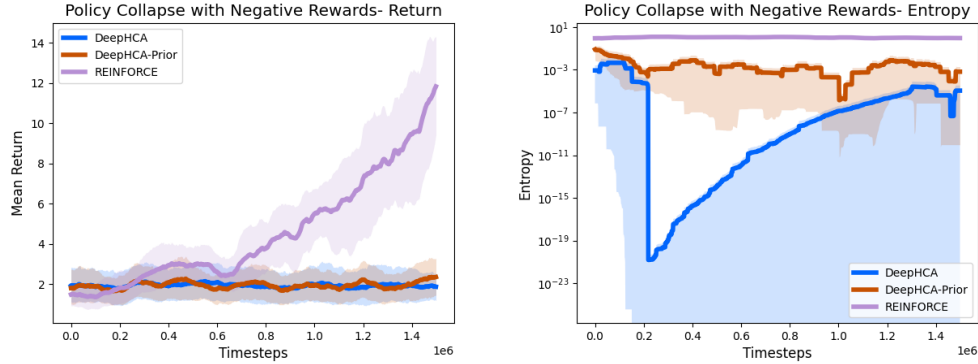 Policy Collapse with Negative Rewards- Return
DeepHCA
DeepHCA-Prior
REINFORCE
Mean Return
14
12
10
8
6
4
2
0.0
0.2
0.4
0.6
0.8
1.0
1.2
1.4
1e6
Timesteps
Policy Collapse with Negative Rewards- Entropy
Entropy
10^1
10^−3
10^−7
10^−11
10^−15
10^−19
10^−23
DeepHCA
DeepHCA-Prior
REINFORCE
0.0
0.2
0.4
0.6
0.8
1.0
1.2
1.4
1e6
Timesteps